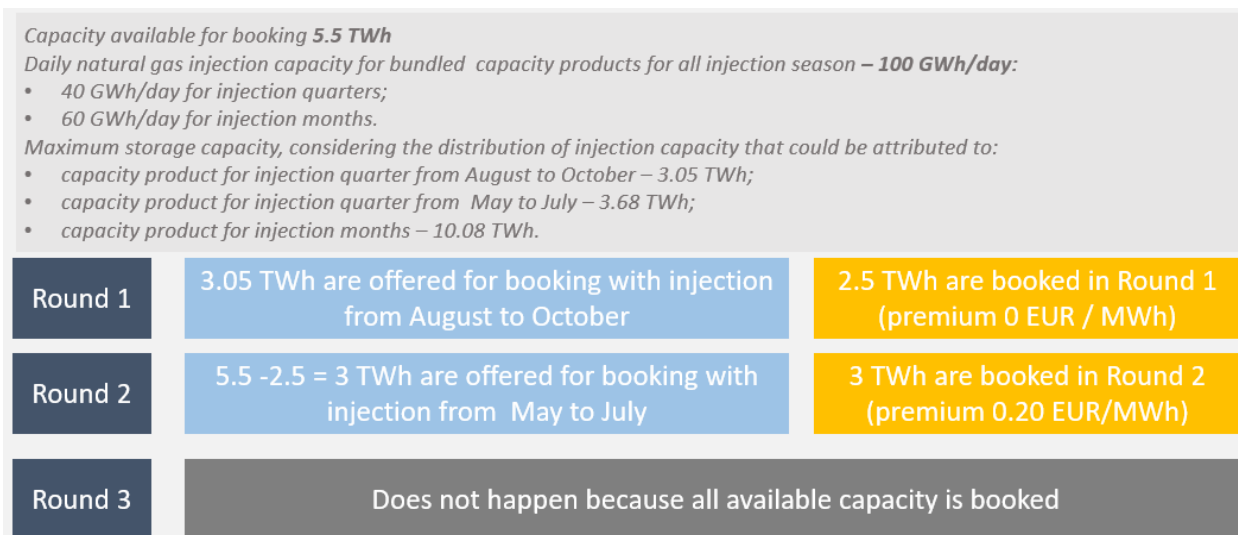 Capacity available for booking 5.5 TWh
Daily natural gas injection capacity for bundled capacity products for all injection season – 100 GWh/day:
• 40 GWh/day for injection quarters;
• 60 GWh/day for injection months.
Maximum storage capacity, considering the distribution of injection capacity that could be attributed to:
• capacity product for injection quarter from August to October – 3.05 TWh;
• capacity product for injection quarter from May to July – 3.68 TWh;
• capacity product for injection months – 10.08 TWh.
Round 1
3.05 TWh are offered for booking with injection
from August to October
2.5 TWh are booked in Round 1
(premium 0 EUR / MWh)
Round 2
5.5 -2.5 = 3 TWh are offered for booking with
injection from May to July
3 TWh are booked in Round 2
(premium 0.20 EUR/MWh)
Round 3
Does not happen because all available capacity is booked